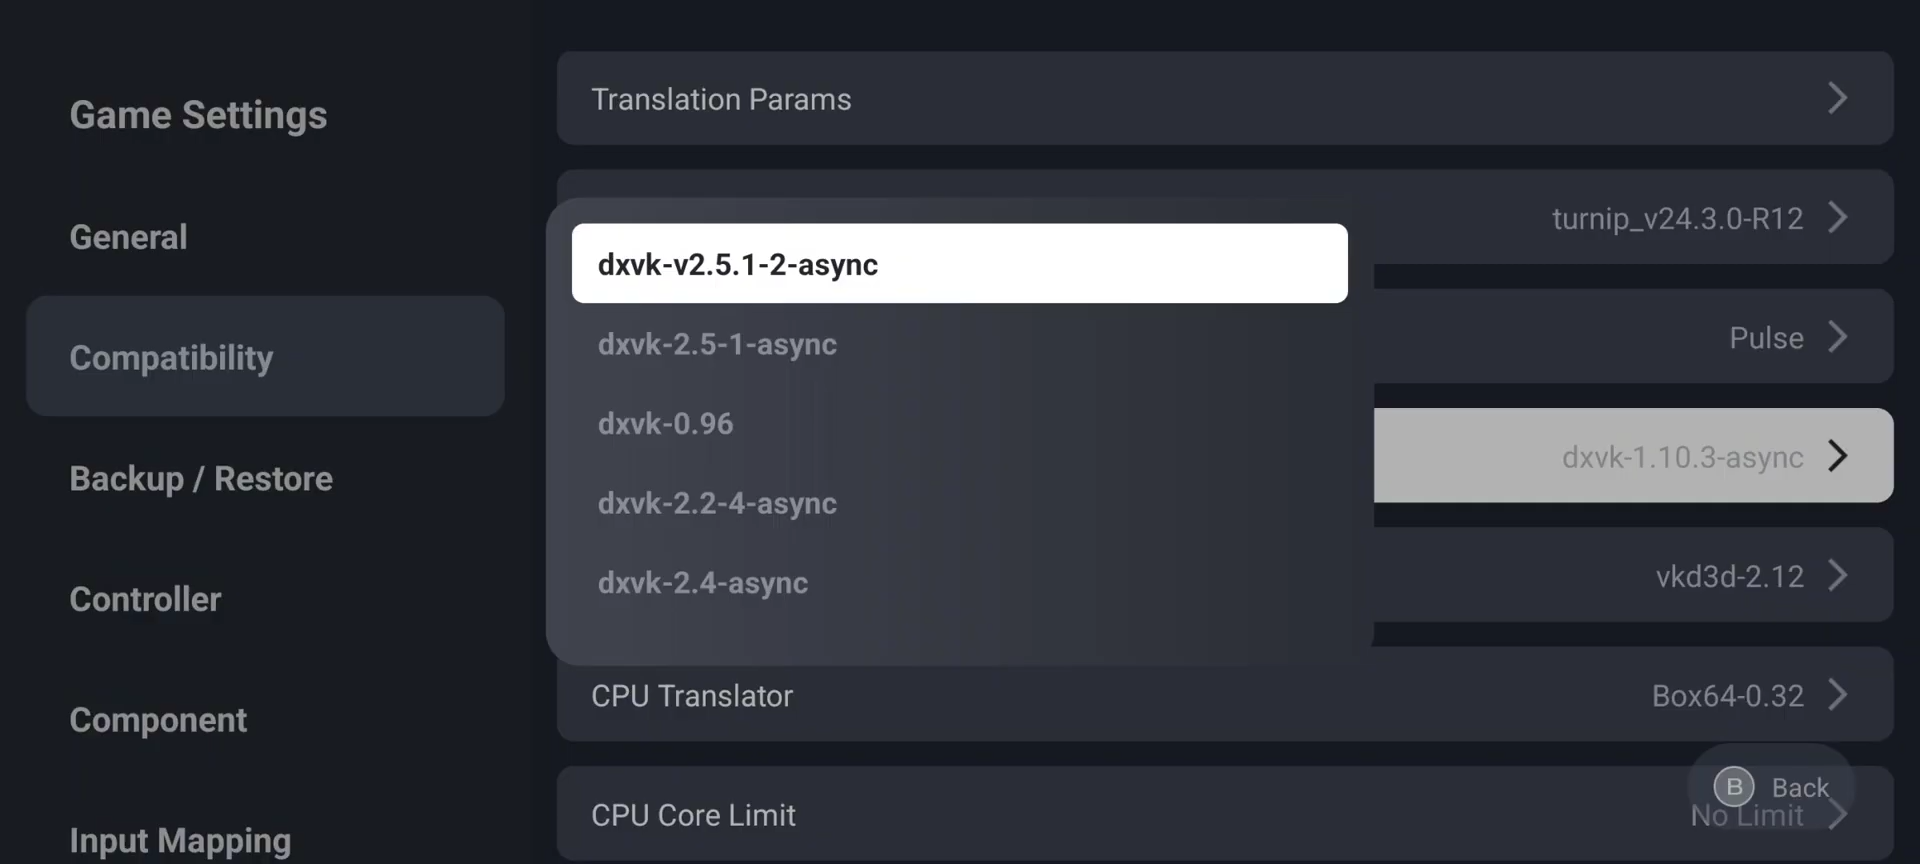 Game Settings
General
Compatibility
Backup / Restore
Controller
Component
Input Mapping
Translation Params
turnip_v24.3.0-R12
Pulse
dxvk-1.10.3-async
vkd3d-2.12
CPU Translator
Box64-0.32
CPU Core Limit
No Limit
dxvk-v2.5.1-2-async
dxvk-2.5-1-async
dxvk-0.96
dxvk-2.2-4-async
dxvk-2.4-async
B Back